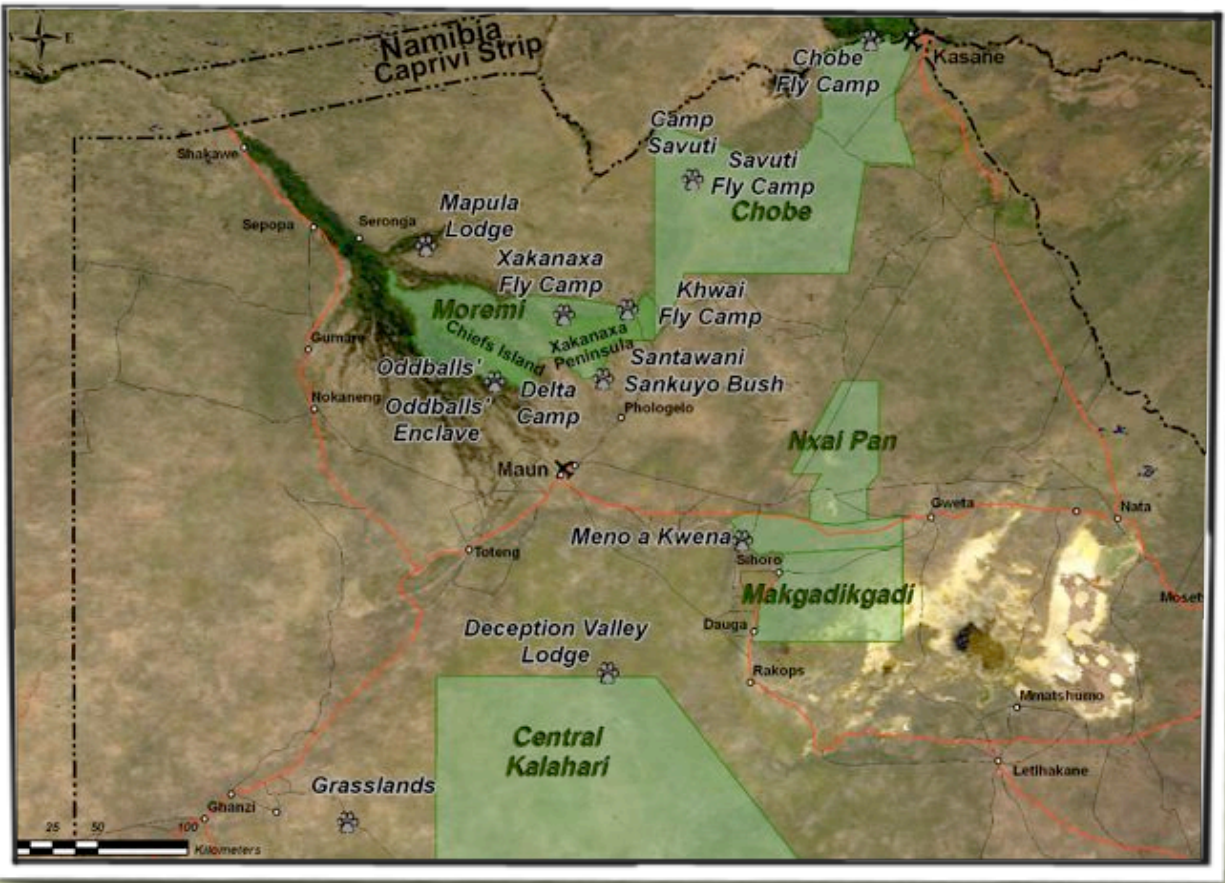 E
Namibia
Caprivi Strip
Chobe
Fly Camp
Kasane
Camp
Savuti
Savuti
Fly Camp
Chobe
Shakawe
Mapula
Lodge
Sepopa
Seronga
Xakanaxa
Fly Camp
Moremi
Chiefs Island
Xakanaxa
Peninsula
Khwai
Fly Camp
Gumare
Oddballs'
Oddballs'
Enclave
Delta
Camp
Santawani
Sankuyo Bush
Nokaneng
Phologelo
Nxai Pan
Maun
Gweta
Nata
Meno a Kwena
Toteng
Sihoro
Makgadikgadi
Moset
Dauga
Deception Valley
Lodge
Rakops
Mmatshumo
Central
Kalahari
Letlhakane
Grasslands
Ghanzi
25 50 100
Kilometers